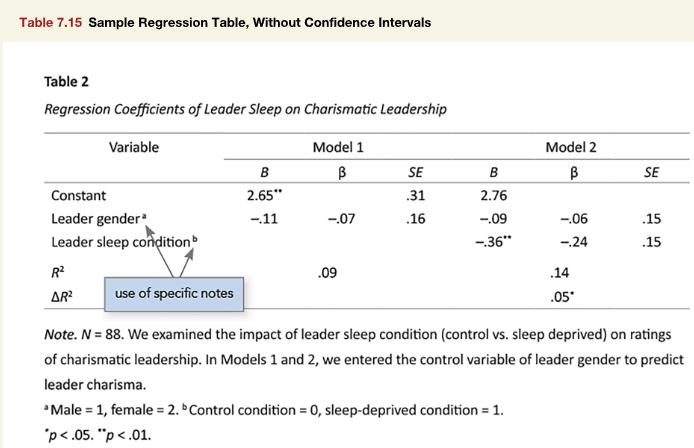 Table 7.15 Sample Regression Table, Without Confidence Intervals
Table 2
Regression Coefficients of Leader Sleep on Charismatic Leadership
Variable Model 1 Model 2
B β SE B β SE
Constant 2.65** .31 2.76
Leader genderᵃ −.11 −.07 .16 −.09 −.06 .15
Leader sleep conditionᵇ −.36** −.24 .15
R² .09 .14
ΔR² .05*
use of specific notes
Note. N = 88. We examined the impact of leader sleep condition (control vs. sleep deprived) on ratings
of charismatic leadership. In Models 1 and 2, we entered the control variable of leader gender to predict
leader charisma.
ᵃ Male = 1, female = 2. ᵇ Control condition = 0, sleep-deprived condition = 1.
*p < .05. **p < .01.